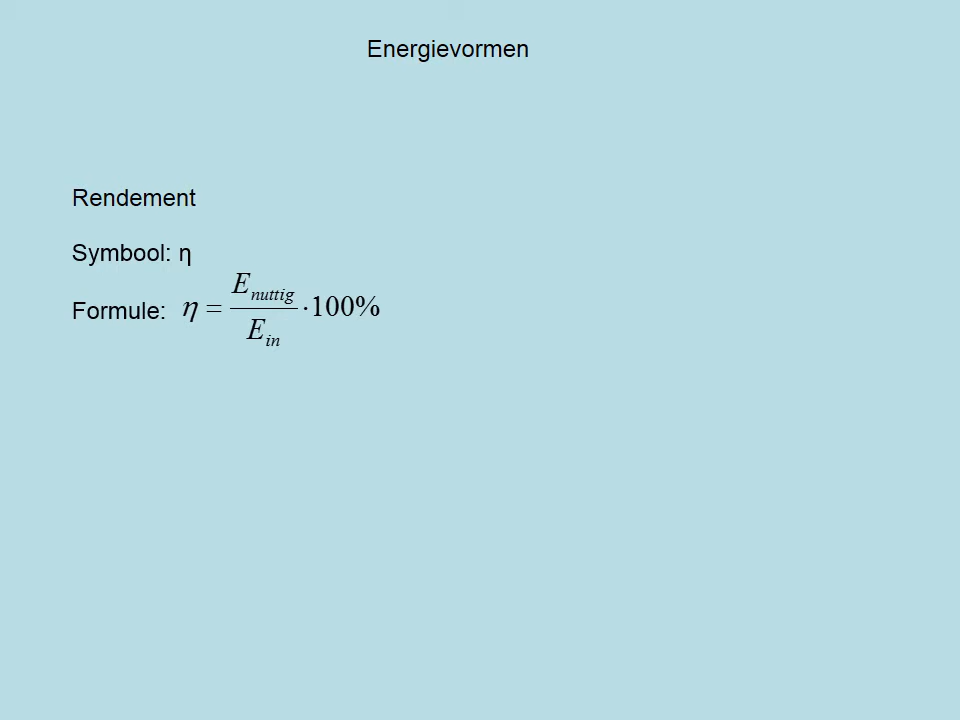 Energievormen
Rendement
Symbool: η
Formule: η = E_nuttig / E_in · 100%